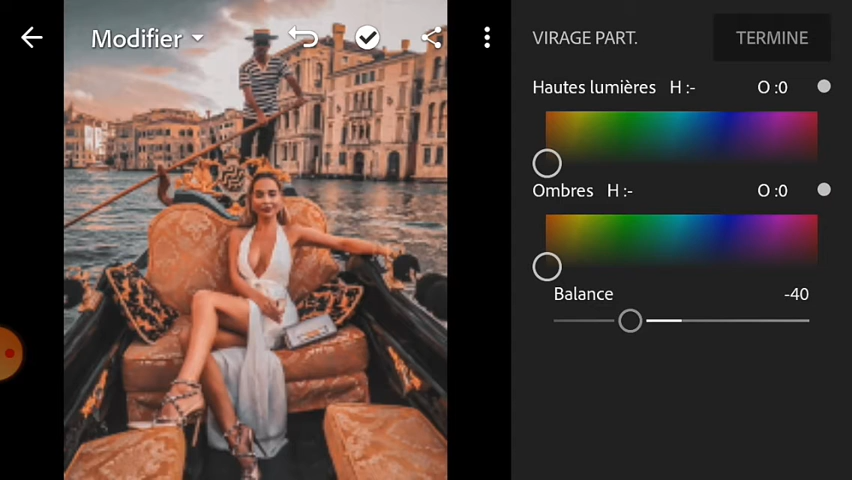 Modifier
VIRAGE PART.
TERMINE
Hautes lumières H :- O :0
Ombres H :- O :0
Balance -40